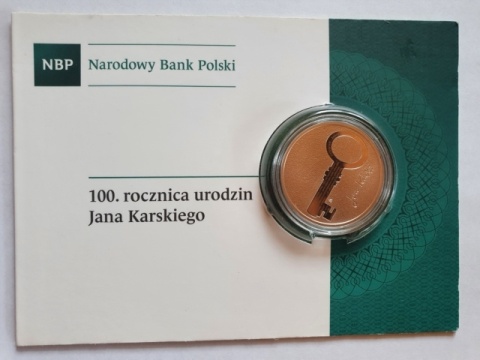 NBP
Narodowy Bank Polski
100. rocznica urodzin
Jana Karskiego